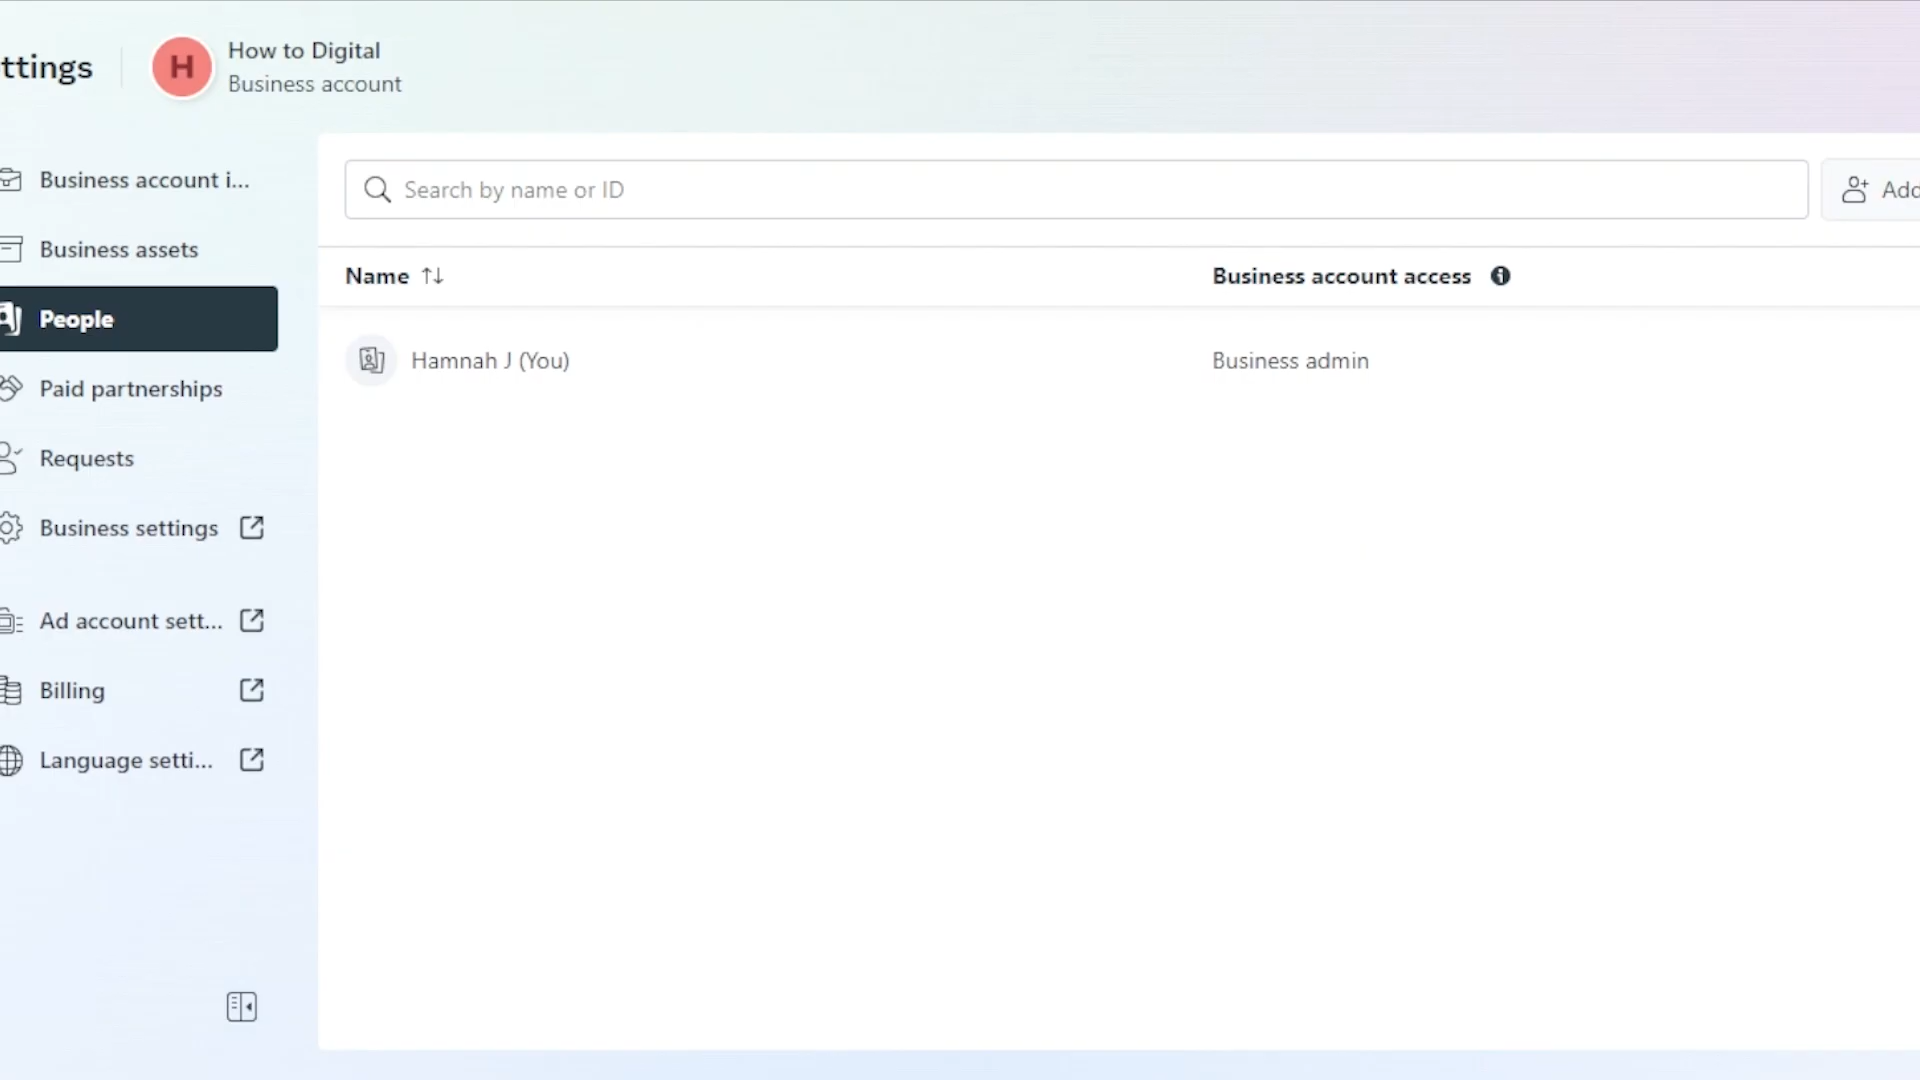 ttings
H
How to Digital
Business account
Business account i...
Business assets
People
Paid partnerships
Requests
Business settings
Ad account sett...
Billing
Language setti...
Search by name or ID
Add
Name
Business account access
Hamnah J (You)
Business admin